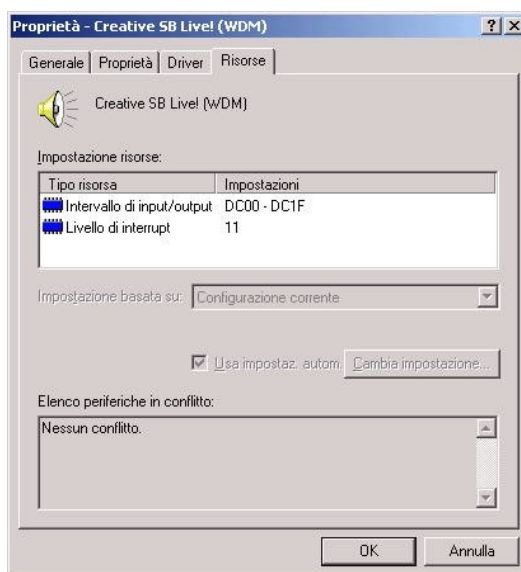 Proprietà - Creative SB Live! (WDM)
Generale Proprietà Driver Risorse
Creative SB Live! (WDM)
Impostazione risorse:
Tipo risorsa Impostazioni
Intervallo di input/output DC00 - DC1F
Livello di interrupt 11
Impostazione basata su: Configurazione corrente
Usa impostaz. autom. Cambia impostazione...
Elenco periferiche in conflitto:
Nessun conflitto.
OK Annulla